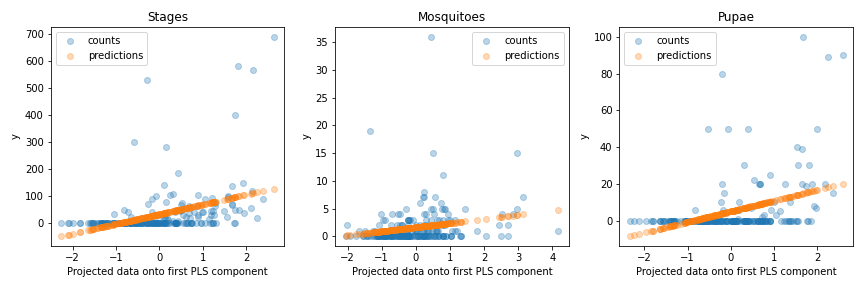 Stages
counts
predictions
y
700
600
500
400
300
200
100
0
−2
−1
0
1
2
Projected data onto first PLS component
Mosquitoes
counts
predictions
y
35
30
25
20
15
10
5
0
−2
−1
0
1
2
3
4
Projected data onto first PLS component
Pupae
counts
predictions
y
100
80
60
40
20
0
−2
−1
0
1
2
Projected data onto first PLS component